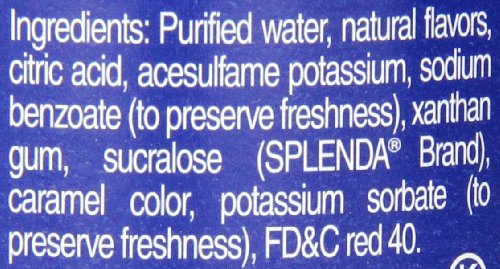 Ingredients: Purified water, natural flavors,
citric acid, acesulfame potassium, sodium
benzoate (to preserve freshness), xanthan
gum, sucralose (SPLENDA® Brand),
caramel color, potassium sorbate (to
preserve freshness), FD&C red 40.
K